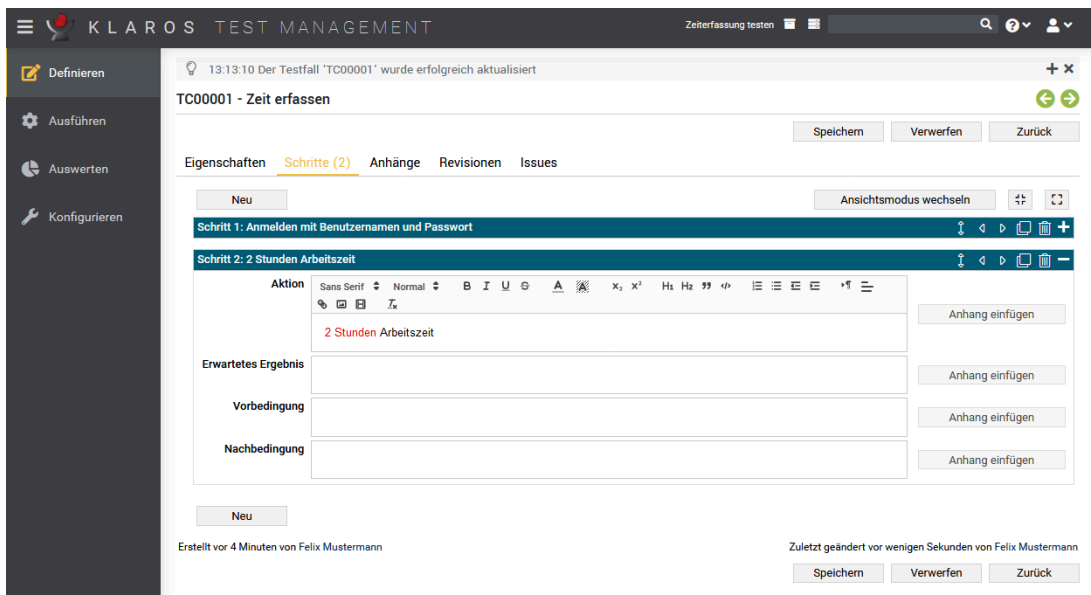 KLAROS TEST MANAGEMENT
Zeiterfassung testen
Definieren
Ausführen
Auswerten
Konfigurieren
13:13:10 Der Testfall 'TC00001' wurde erfolgreich aktualisiert
TC00001 - Zeit erfassen
Speichern Verwerfen Zurück
Eigenschaften Schritte (2) Anhänge Revisionen Issues
Neu Ansichtsmodus wechseln
Schritt 1: Anmelden mit Benutzernamen und Passwort
Schritt 2: 2 Stunden Arbeitszeit
Aktion Sans Serif Normal B I U S A A X₂ X² H₁ H₂
Anhang einfügen
2 Stunden Arbeitszeit
Erwartetes Ergebnis
Anhang einfügen
Vorbedingung
Anhang einfügen
Nachbedingung
Anhang einfügen
Neu
Erstellt vor 4 Minuten von Felix Mustermann Zuletzt geändert vor wenigen Sekunden von Felix Mustermann
Speichern Verwerfen Zurück